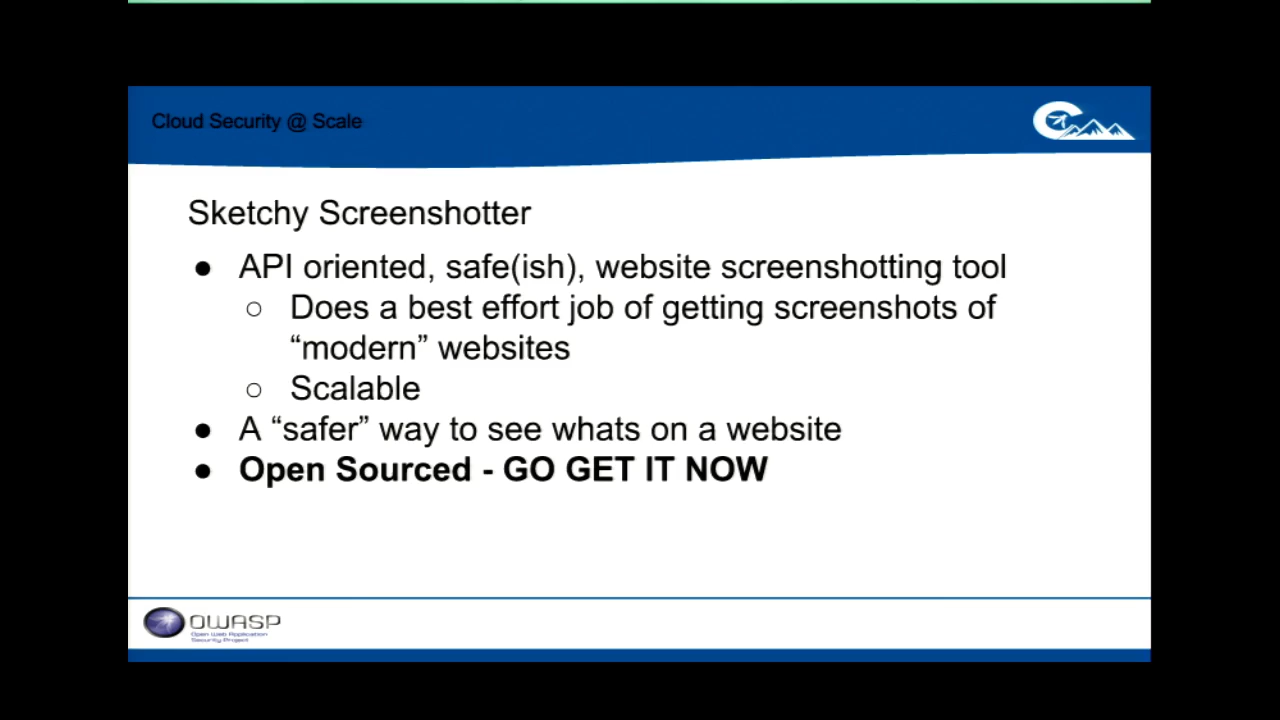 Cloud Security @ Scale
Sketchy Screenshotter
● API oriented, safe(ish), website screenshotting tool
○ Does a best effort job of getting screenshots of
“modern” websites
○ Scalable
● A “safer” way to see whats on a website
● Open Sourced - GO GET IT NOW
OWASP
Open Web Application
Security Project